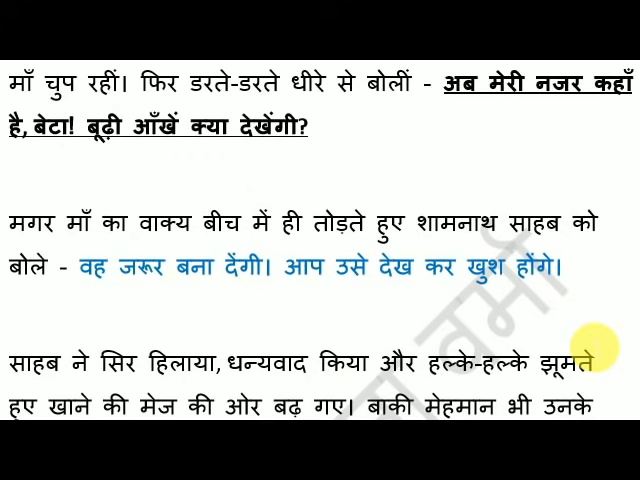 माँ चुप रहीं। फिर डरते-डरते धीरे से बोलीं - अब मेरी नजर कहाँ
है, बेटा! बूढ़ी आँखें क्या देखेंगी?
मगर माँ का वाक्य बीच में ही तोड़ते हुए शामनाथ साहब को
बोले - वह जरूर बना देंगी। आप उसे देख कर खुश होंगे।
साहब ने सिर हिलाया, धन्यवाद किया और हल्के-हल्के झूमते
हुए खाने की मेज की ओर बढ़ गए। बाकी मेहमान भी उनके
वर्मा